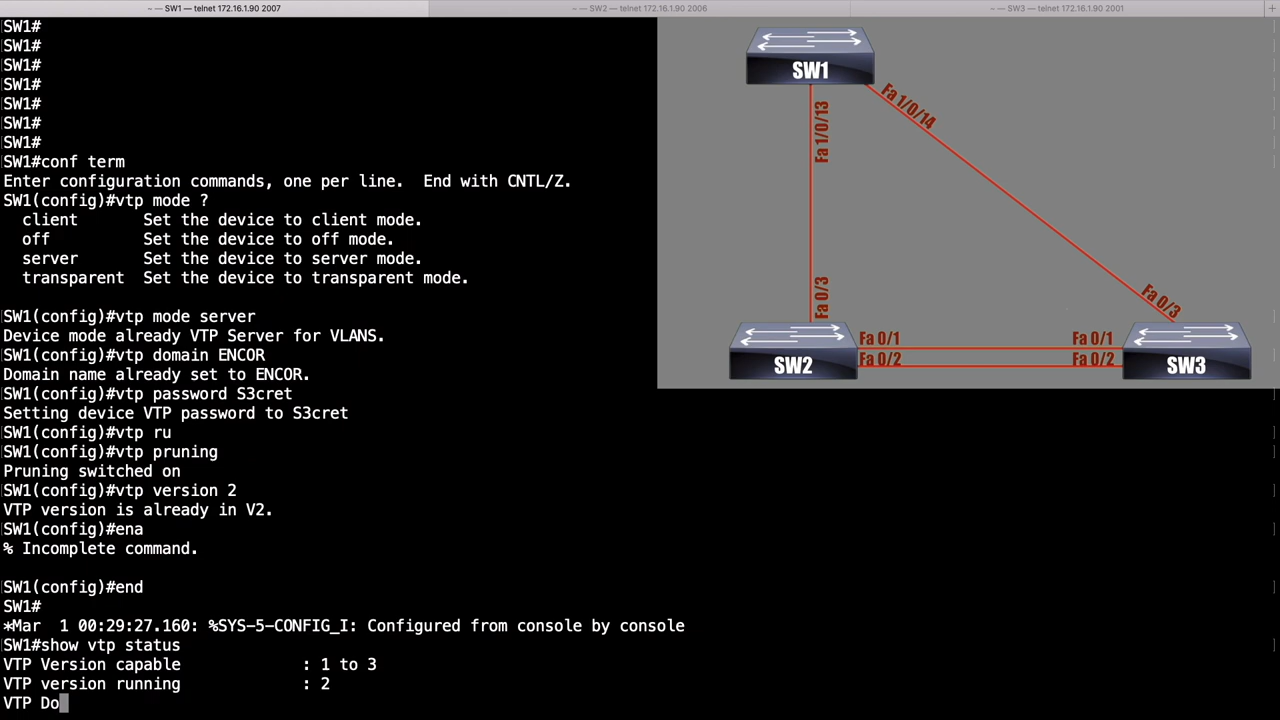 ~ — SW1 — telnet 172.16.1.90 2007
~ — SW2 — telnet 172.16.1.90 2006
~ — SW3 — telnet 172.16.1.90 2001
+
SW1#
SW1#
SW1#
SW1#
SW1#
SW1#
SW1#
SW1#conf term
Enter configuration commands, one per line.  End with CNTL/Z.
SW1(config)#vtp mode ?
  client       Set the device to client mode.
  off          Set the device to off mode.
  server       Set the device to server mode.
  transparent  Set the device to transparent mode.
SW1(config)#vtp mode server
Device mode already VTP Server for VLANS.
SW1(config)#vtp domain ENCOR
Domain name already set to ENCOR.
SW1(config)#vtp password S3cret
Setting device VTP password to S3cret
SW1(config)#vtp ru
SW1(config)#vtp pruning
Pruning switched on
SW1(config)#vtp version 2
VTP version is already in V2.
SW1(config)#ena
% Incomplete command.
SW1(config)#end
SW1#
*Mar  1 00:29:27.160: %SYS-5-CONFIG_I: Configured from console by console
SW1#show vtp status
VTP Version capable             : 1 to 3
VTP version running             : 2
VTP Do
SW1
Fa 1/0/13
Fa 1/0/14
Fa 0/3
Fa 0/3
SW2
Fa 0/1
Fa 0/2
Fa 0/1
Fa 0/2
SW3